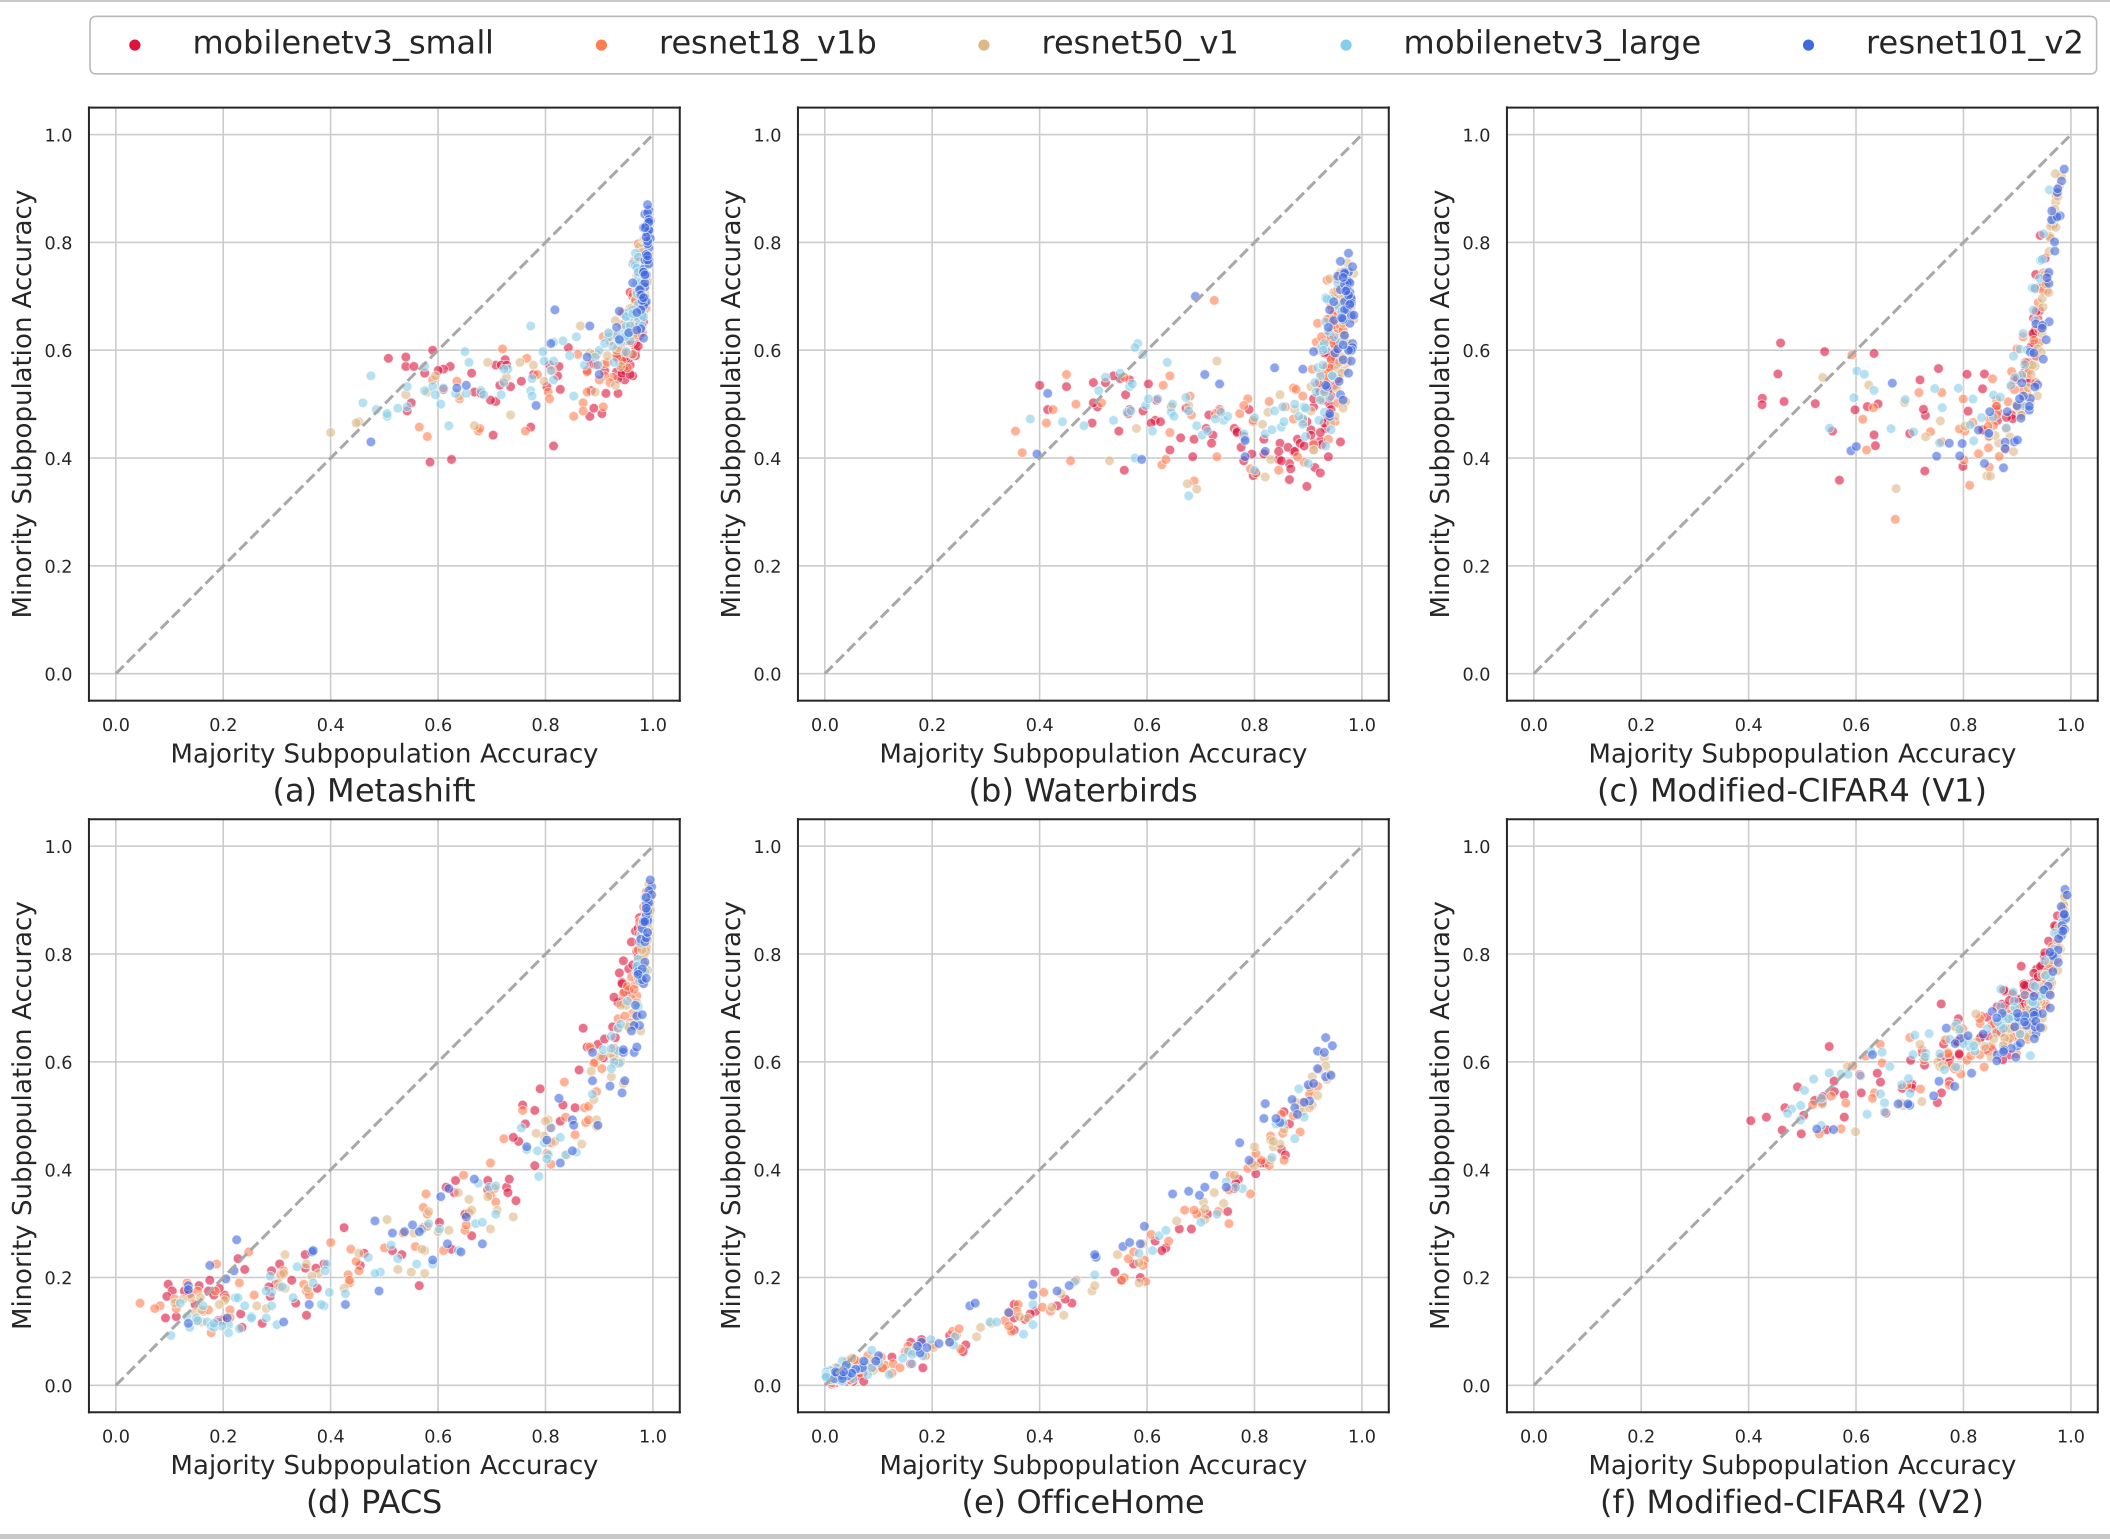 mobilenetv3_small resnet18_v1b resnet50_v1 mobilenetv3_large resnet101_v2
1.0
0.8
0.6
0.4
0.2
0.0
Minority Subpopulation Accuracy
0.0 0.2 0.4 0.6 0.8 1.0
Majority Subpopulation Accuracy
(a) Metashift
1.0
0.8
0.6
0.4
0.2
0.0
Minority Subpopulation Accuracy
0.0 0.2 0.4 0.6 0.8 1.0
Majority Subpopulation Accuracy
(b) Waterbirds
1.0
0.8
0.6
0.4
0.2
0.0
Minority Subpopulation Accuracy
0.0 0.2 0.4 0.6 0.8 1.0
Majority Subpopulation Accuracy
(c) Modified-CIFAR4 (V1)
1.0
0.8
0.6
0.4
0.2
0.0
Minority Subpopulation Accuracy
0.0 0.2 0.4 0.6 0.8 1.0
Majority Subpopulation Accuracy
(d) PACS
1.0
0.8
0.6
0.4
0.2
0.0
Minority Subpopulation Accuracy
0.0 0.2 0.4 0.6 0.8 1.0
Majority Subpopulation Accuracy
(e) OfficeHome
1.0
0.8
0.6
0.4
0.2
0.0
Minority Subpopulation Accuracy
0.0 0.2 0.4 0.6 0.8 1.0
Majority Subpopulation Accuracy
(f) Modified-CIFAR4 (V2)